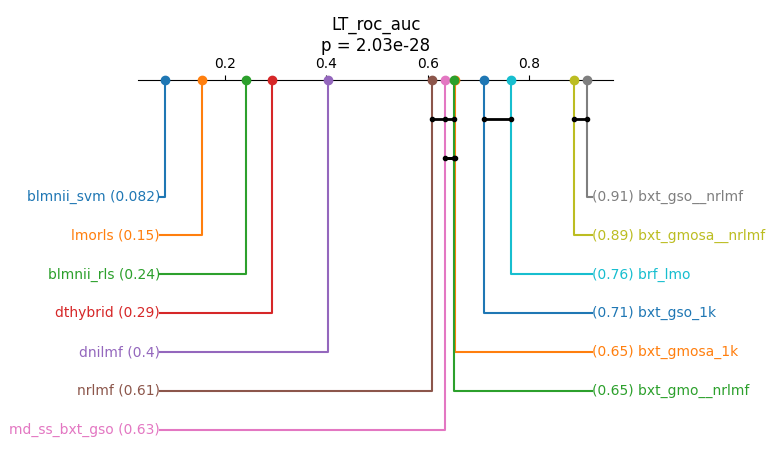 LT_roc_auc
p = 2.03e-28
0.2 0.4 0.6 0.8
blmnii_svm (0.082) (0.91) bxt_gso__nrlmf
lmorls (0.15) (0.89) bxt_gmosa__nrlmf
blmnii_rls (0.24) (0.76) brf_lmo
dthybrid (0.29) (0.71) bxt_gso_1k
dnilmf (0.4) (0.65) bxt_gmosa_1k
nrlmf (0.61) (0.65) bxt_gmo__nrlmf
md_ss_bxt_gso (0.63)